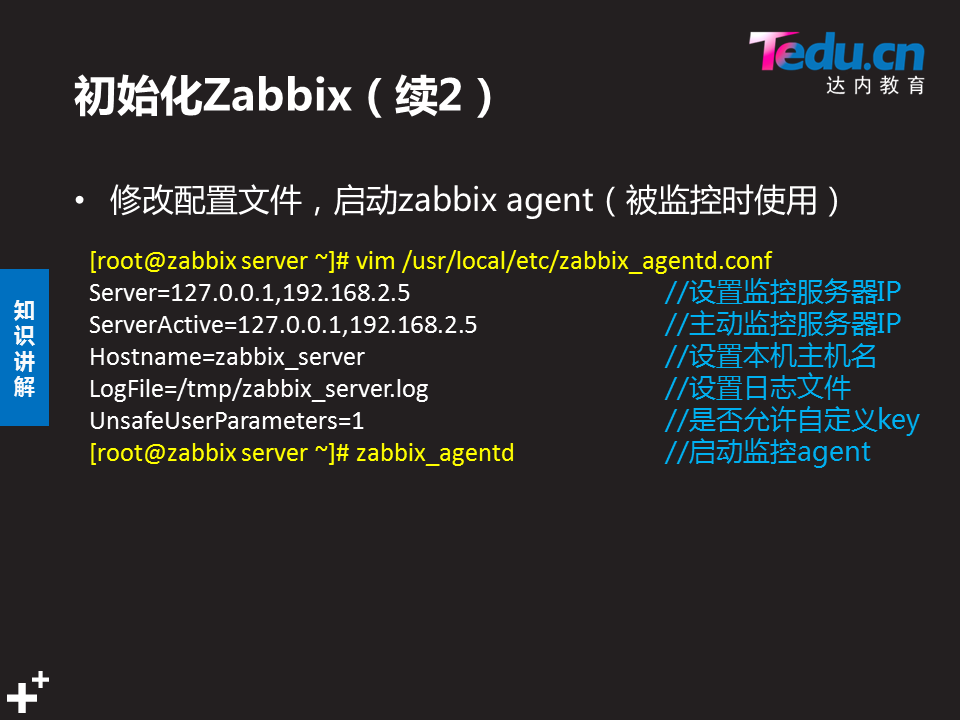 Tedu.cn
达内教育
初始化Zabbix（续2）
• 修改配置文件，启动zabbix agent（被监控时使用）
[root@zabbix server ~]# vim /usr/local/etc/zabbix_agentd.conf
Server=127.0.0.1,192.168.2.5 //设置监控服务器IP
ServerActive=127.0.0.1,192.168.2.5 //主动监控服务器IP
Hostname=zabbix_server //设置本机主机名
LogFile=/tmp/zabbix_server.log //设置日志文件
UnsafeUserParameters=1 //是否允许自定义key
[root@zabbix server ~]# zabbix_agentd //启动监控agent
知识讲解